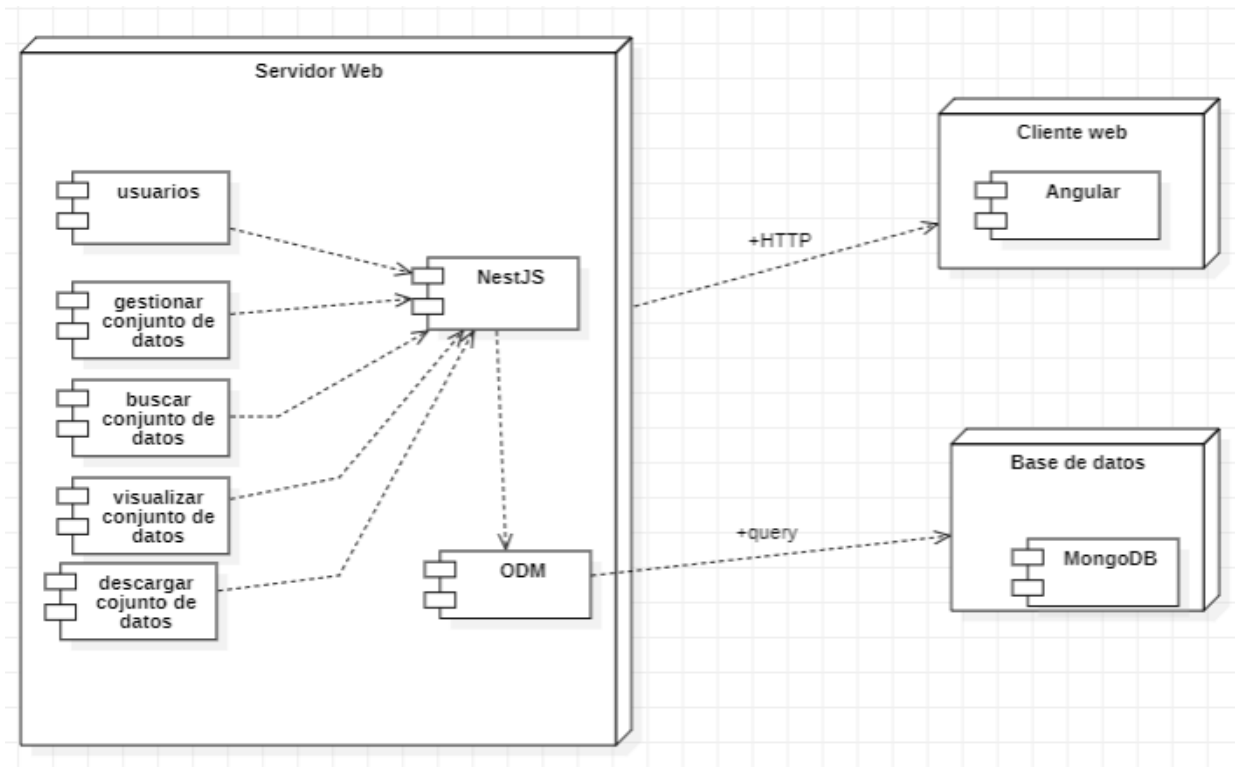 Servidor Web
usuarios
gestionar
conjunto de
datos
buscar
conjunto de
datos
visualizar
conjunto de
datos
descargar
cojunto de
datos
NestJS
ODM
+HTTP
+query
Cliente web
Angular
Base de datos
MongoDB